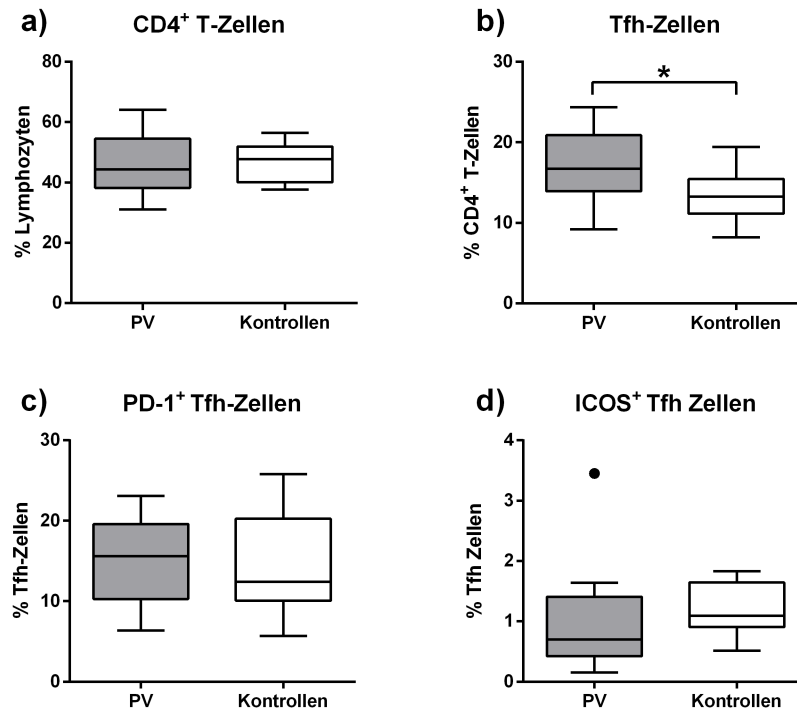 a) CD4⁺ T-Zellen
% Lymphozyten
80
60
40
20
0
PV Kontrollen
b) Tfh-Zellen
% CD4⁺ T-Zellen
30
20
10
0
*
PV Kontrollen
c) PD-1⁺ Tfh-Zellen
% Tfh-Zellen
30
20
10
0
PV Kontrollen
d) ICOS⁺ Tfh Zellen
% Tfh Zellen
4
3
2
1
0
PV Kontrollen